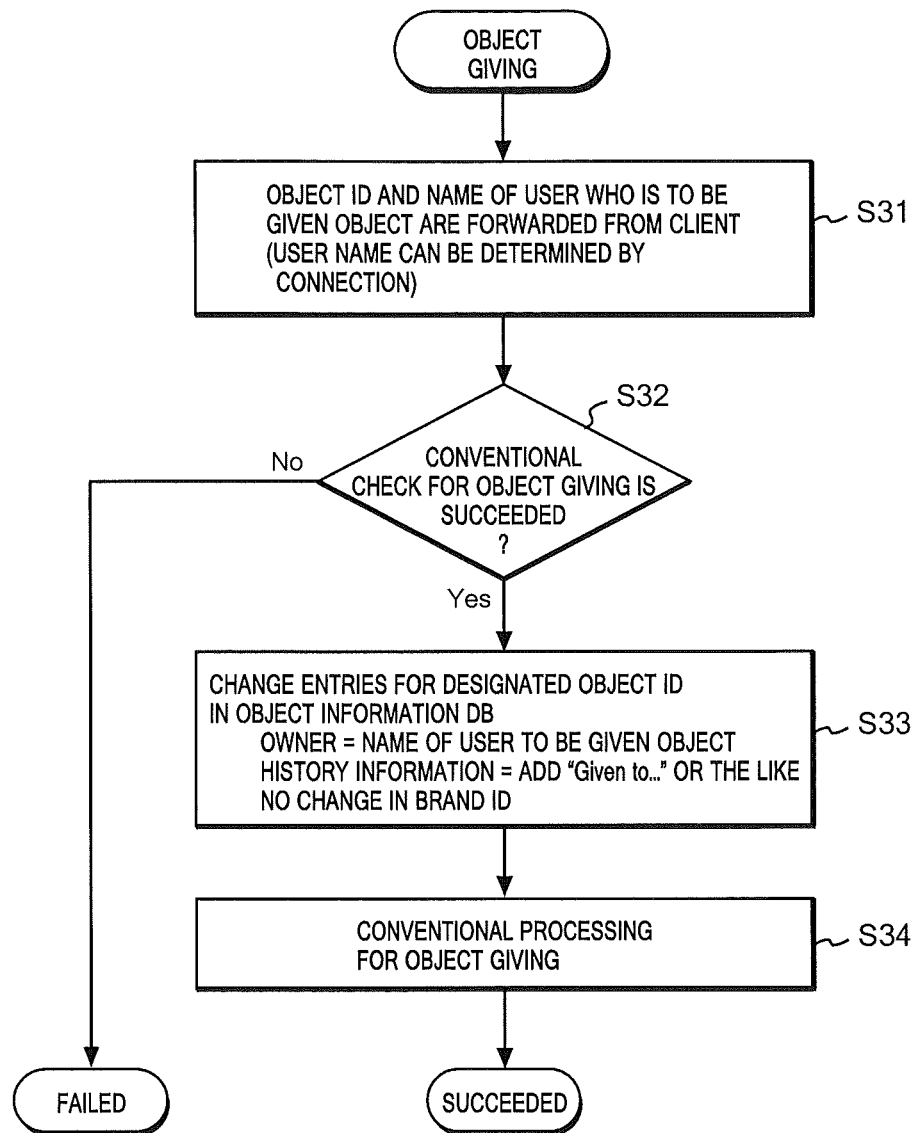 OBJECT
GIVING
OBJECT ID AND NAME OF USER WHO IS TO BE
GIVEN OBJECT ARE FORWARDED FROM CLIENT
(USER NAME CAN BE DETERMINED BY
CONNECTION)
S31
S32
CONVENTIONAL
CHECK FOR OBJECT GIVING IS
SUCCEEDED
?
No
Yes
CHANGE ENTRIES FOR DESIGNATED OBJECT ID
IN OBJECT INFORMATION DB
OWNER = NAME OF USER TO BE GIVEN OBJECT
HISTORY INFORMATION = ADD “Given to...” OR THE LIKE
NO CHANGE IN BRAND ID
S33
CONVENTIONAL PROCESSING
FOR OBJECT GIVING
S34
FAILED
SUCCEEDED